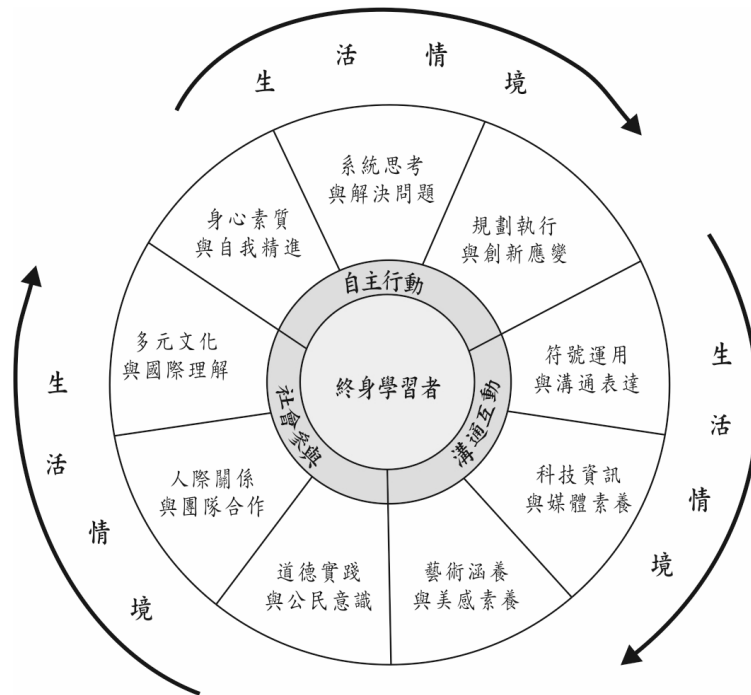 生活情境
系統思考
與解決問題
身心素質
與自我精進
規劃執行
與創新應變
自主行動
多元文化
與國際理解
符號運用
與溝通表達
生活情境
生活情境
終身學習者
社會參與
溝通互動
人際關係
與團隊合作
科技資訊
與媒體素養
道德實踐
與公民意識
藝術涵養
與美感素養